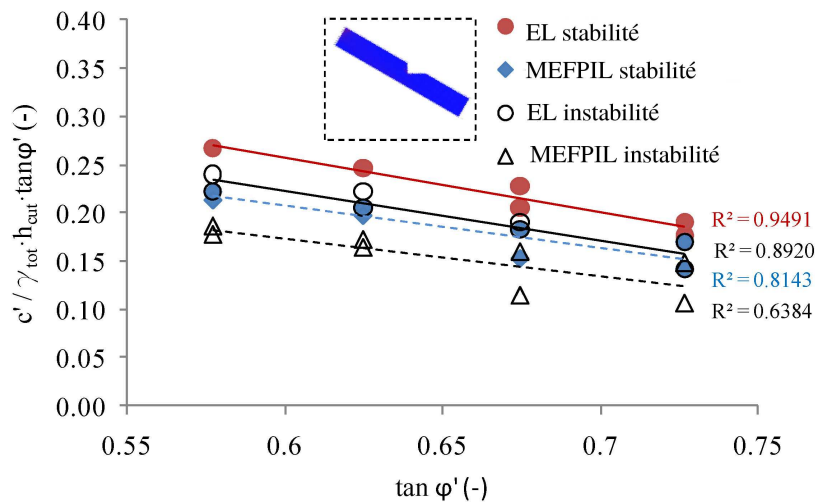 0.40
0.35
0.30
0.25
0.20
0.15
0.10
0.05
0.00
c' / γtot·hcut·tanφ' (-)
EL stabilité
MEFPIL stabilité
EL instabilité
MEFPIL instabilité
R² = 0.9491
R² = 0.8920
R² = 0.8143
R² = 0.6384
0.55 0.6 0.65 0.7 0.75
tan φ' (-)